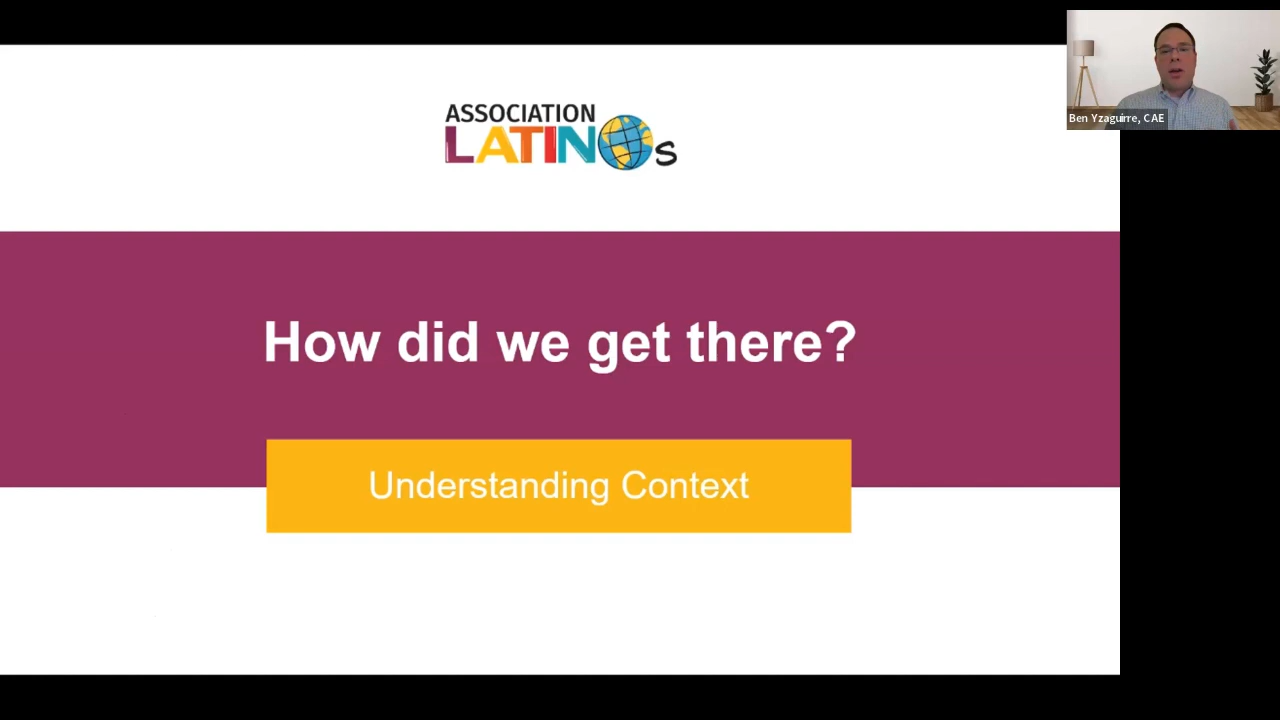 ASSOCIATION
LATINOs
How did we get there?
Understanding Context
Ben Yzaguirre, CAE